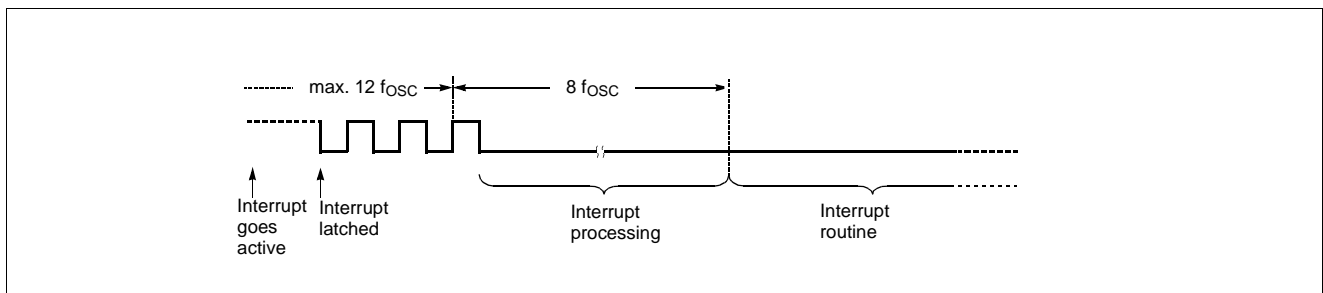 max. 12 fOSC
8 fOSC
Interrupt
goes
active
Interrupt
latched
Interrupt
processing
Interrupt
routine